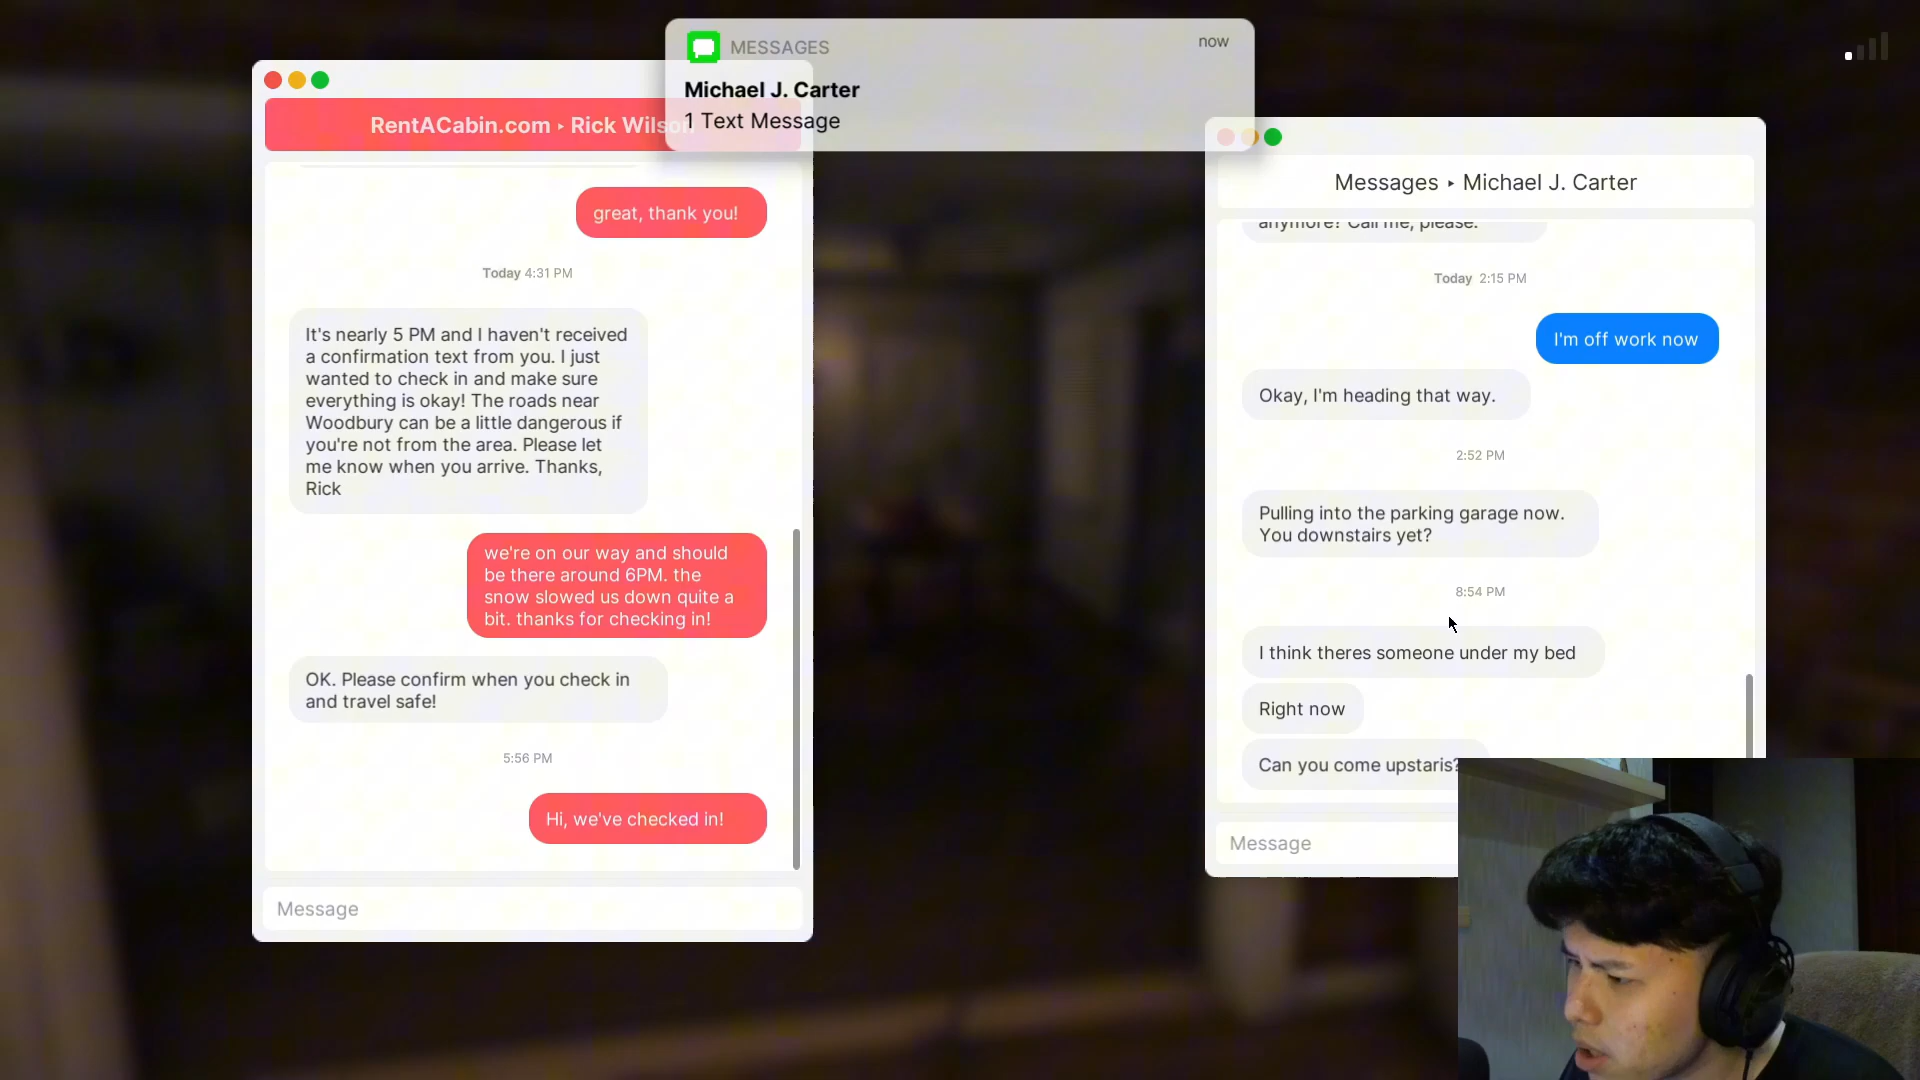 MESSAGES
now
Michael J. Carter
1 Text Message
RentACabin.com ▸ Rick Wilson
great, thank you!
Today 4:31 PM
It's nearly 5 PM and I haven't received
a confirmation text from you. I just
wanted to check in and make sure
everything is okay! The roads near
Woodbury can be a little dangerous if
you're not from the area. Please let
me know when you arrive. Thanks,
Rick
we're on our way and should
be there around 6PM. the
snow slowed us down quite a
bit. thanks for checking in!
OK. Please confirm when you check in
and travel safe!
5:56 PM
Hi, we've checked in!
Message
Messages ▸ Michael J. Carter
anymore? Call me, please.
Today 2:15 PM
I'm off work now
Okay, I'm heading that way.
2:52 PM
Pulling into the parking garage now.
You downstairs yet?
8:54 PM
I think theres someone under my bed
Right now
Can you come upstaris?
Message